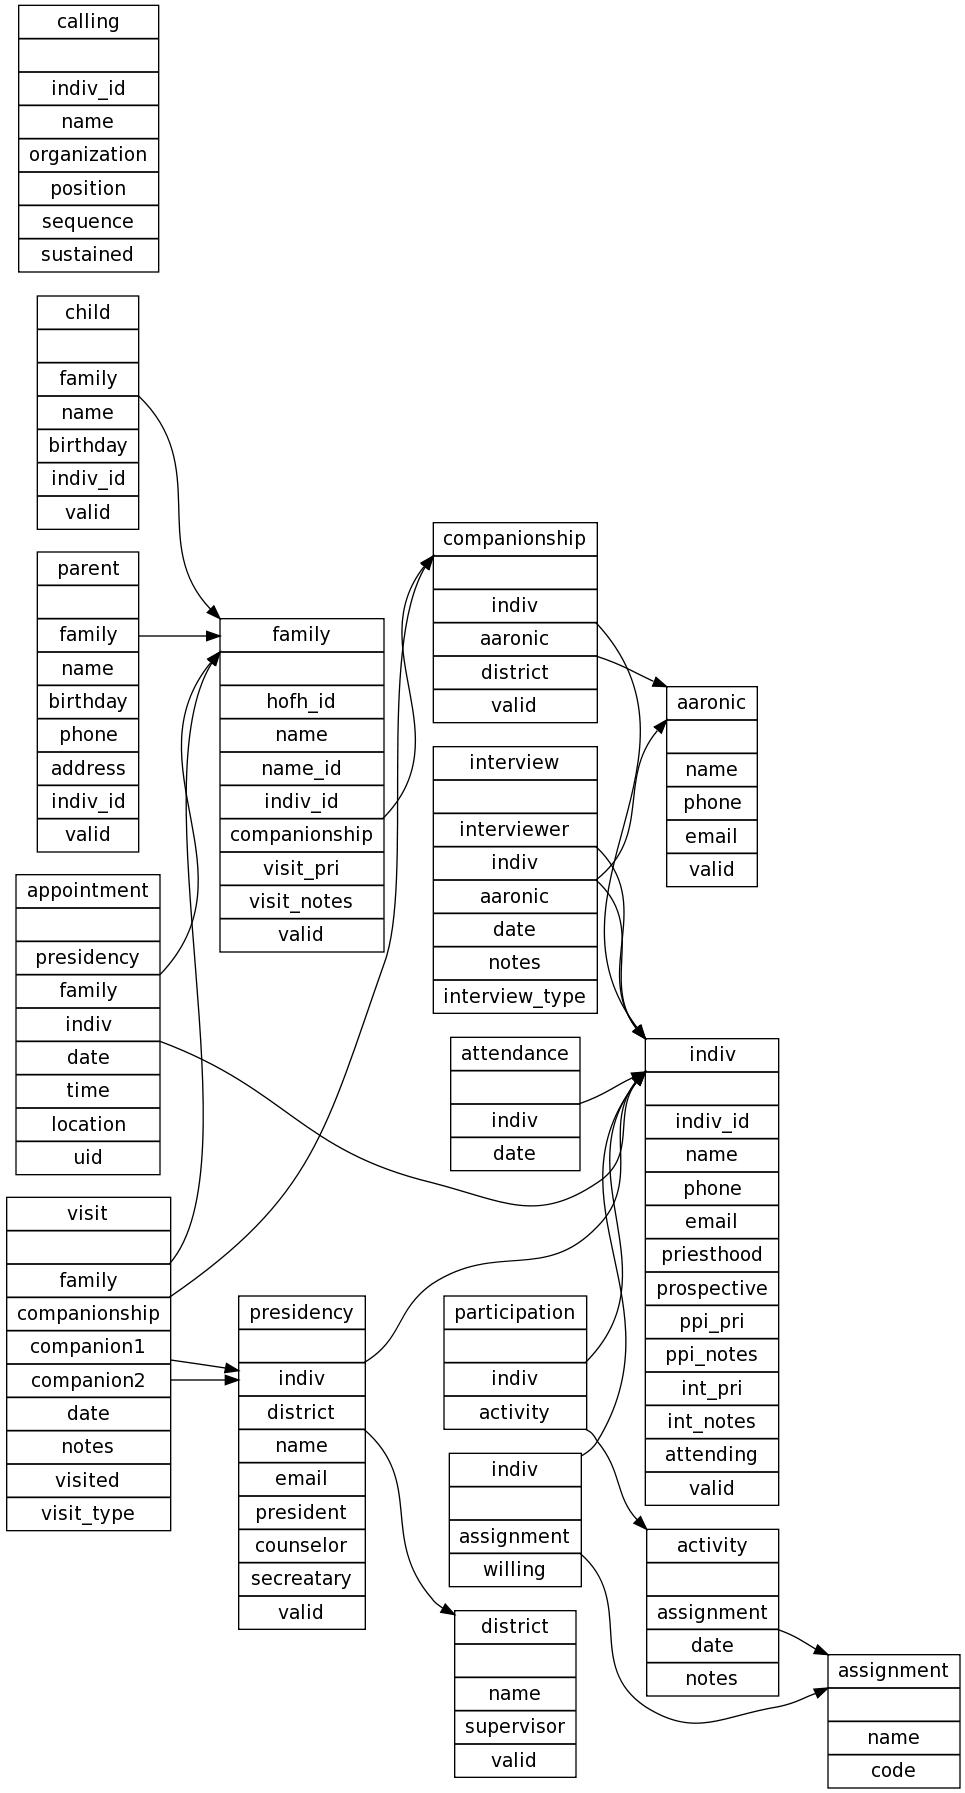 calling
indiv_id
name
organization
position
sequence
sustained
child
family
name
birthday
indiv_id
valid
parent
family
name
birthday
phone
address
indiv_id
valid
appointment
presidency
family
indiv
date
time
location
uid
visit
family
companionship
companion1
companion2
date
notes
visited
visit_type
family
hofh_id
name
name_id
indiv_id
companionship
visit_pri
visit_notes
valid
presidency
indiv
district
name
email
president
counselor
secreatary
valid
companionship
indiv
aaronic
district
valid
interview
interviewer
indiv
aaronic
date
notes
interview_type
attendance
indiv
date
participation
indiv
activity
indiv
assignment
willing
district
name
supervisor
valid
aaronic
name
phone
email
valid
indiv
indiv_id
name
phone
email
priesthood
prospective
ppi_pri
ppi_notes
int_pri
int_notes
attending
valid
activity
assignment
date
notes
assignment
name
code